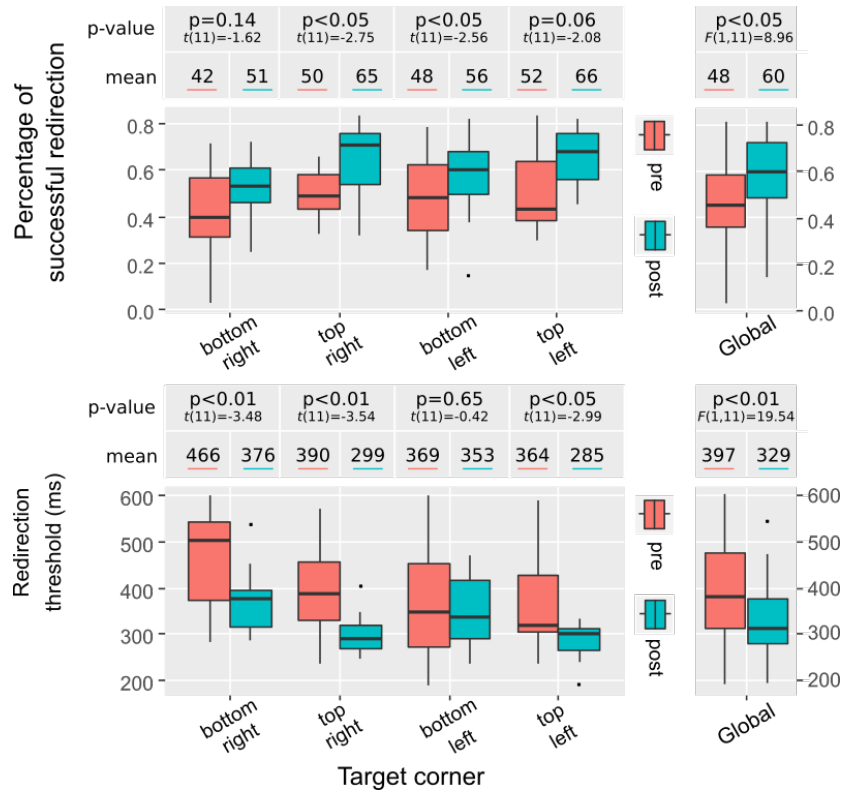 p-value
p=0.14 p<0.05 p<0.05 p=0.06 p<0.05
t(11)=-1.62 t(11)=-2.75 t(11)=-2.56 t(11)=-2.08 F(1,11)=8.96
mean 42 51 50 65 48 56 52 66 48 60
Percentage of
successful redirection
0.8
0.6
0.4
0.2
0.0
pre
post
0.8
0.6
0.4
0.2
0.0
bottom
right
top
right
bottom
left
top
left
Global
p-value
p<0.01 p<0.01 p=0.65 p<0.05 p<0.01
t(11)=-3.48 t(11)=-3.54 t(11)=-0.42 t(11)=-2.99 F(1,11)=19.54
mean 466 376 390 299 369 353 364 285 397 329
Redirection
threshold (ms)
600
500
400
300
200
pre
post
600
500
400
300
200
bottom
right
top
right
bottom
left
top
left
Global
Target corner